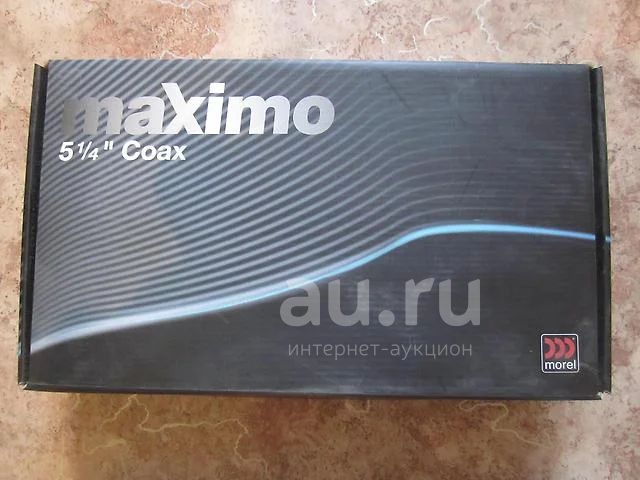 maXimo
5 1/4" Coax
au.ru
интернет-аукцион
morel